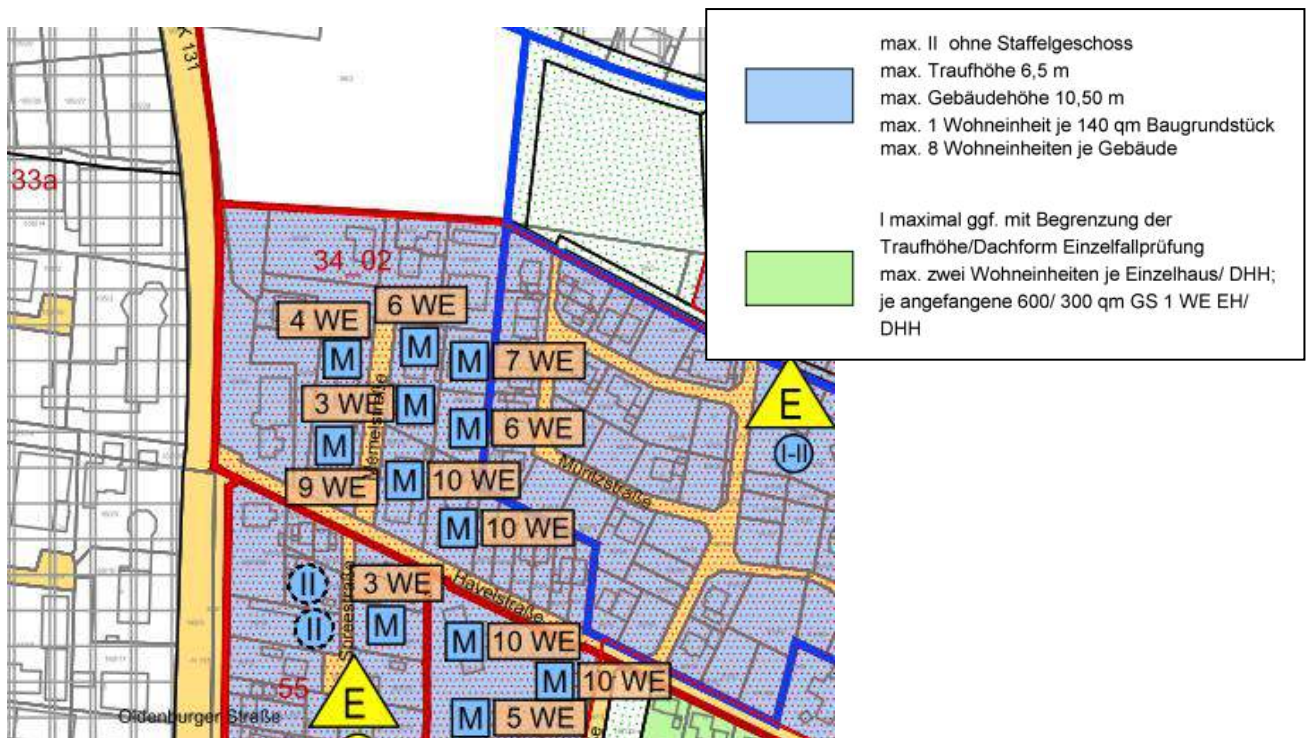 max. II ohne Staffelgeschoss
max. Traufhöhe 6,5 m
max. Gebäudehöhe 10,50 m
max. 1 Wohneinheit je 140 qm Baugrundstück
max. 8 Wohneinheiten je Gebäude
I maximal ggf. mit Begrenzung der
Traufhöhe/Dachform Einzelfallprüfung
max. zwei Wohneinheiten je Einzelhaus/ DHH;
je angefangene 600/ 300 qm GS 1 WE EH/
DHH
K 131
33a
34 02
6 WE
4 WE
M
M
M
7 WE
E
3 WE
M
M
6 WE
M
I-II
Memelstraße
Müritzstraße
9 WE
M
10 WE
M
10 WE
Havelstraße
II
3 WE
II
M
Spreestraße
M
10 WE
M
10 WE
55
E
M
5 WE
Oldenburger Straße